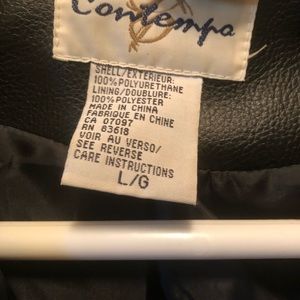 Contempo
SHELL/EXTERIEUR:
100%POLYURETHANE
LINING/DOUBLURE:
100%POLYESTER
MADE IN CHINA
FABRIQUE EN CHINE
CA 07097
RN 83618
VOIR AU VERSO/
SEE REVERSE
CARE INSTRUCTIONS
L/G